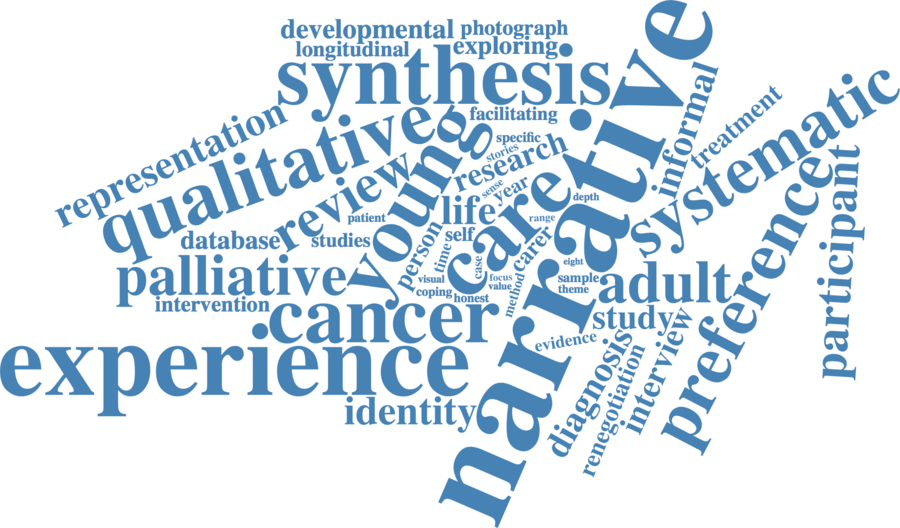 developmental
photograph
longitudinal
exploring
synthesis
narrative
facilitating
informal
treatment
systematic
representation
qualitative
young
specific
stories
research
review
sense
year
care
depth
patient
life
range
preference
participant
database
studies
person
self
time
carer
palliative
visual
case
focus
value
eight
sample
theme
adult
intervention
coping
honest
method
cancer
study
experience
evidence
interview
diagnosis
renegotiation
identity